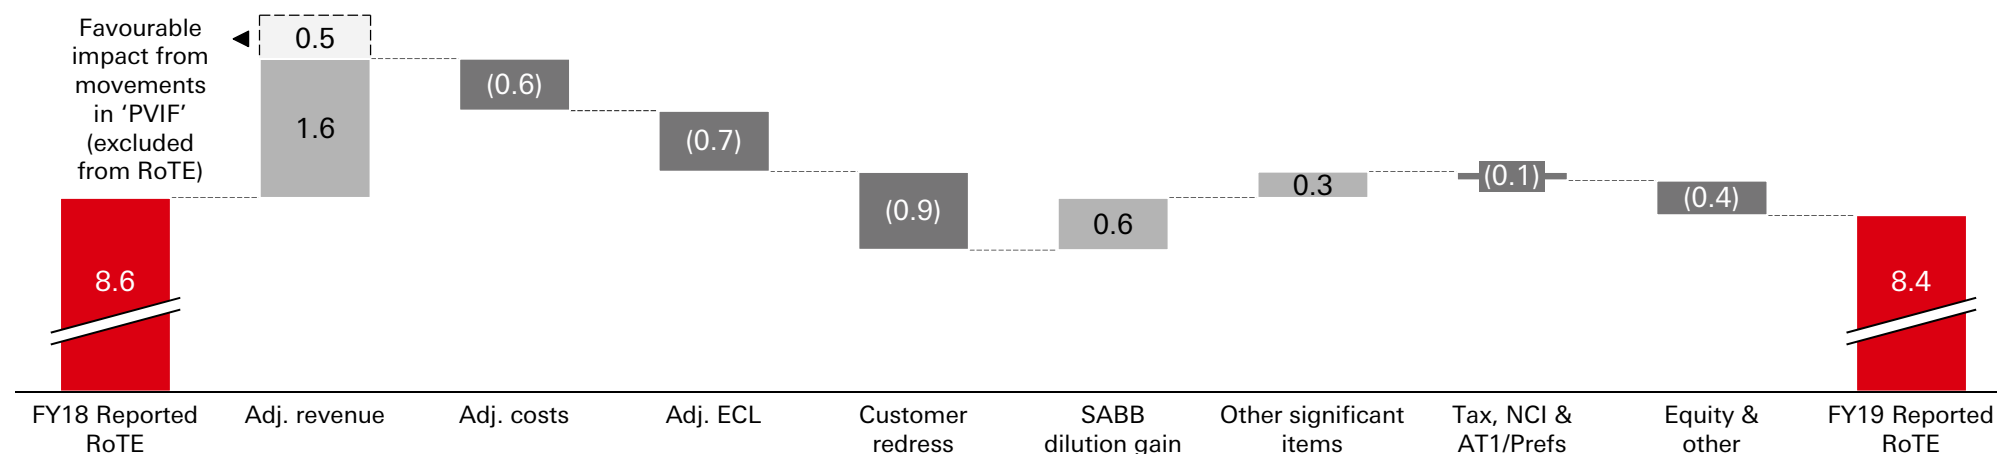 Favourable
impact from
movements
in ‘PVIF’
(excluded
from RoTE)
0.5
1.6
(0.6)
(0.7)
(0.9)
0.6
0.3
(0.1)
(0.4)
8.6
8.4
FY18 Reported
RoTE
Adj. revenue
Adj. costs
Adj. ECL
Customer
redress
SABB
dilution gain
Other significant
items
Tax, NCI &
AT1/Prefs
Equity &
other
FY19 Reported
RoTE